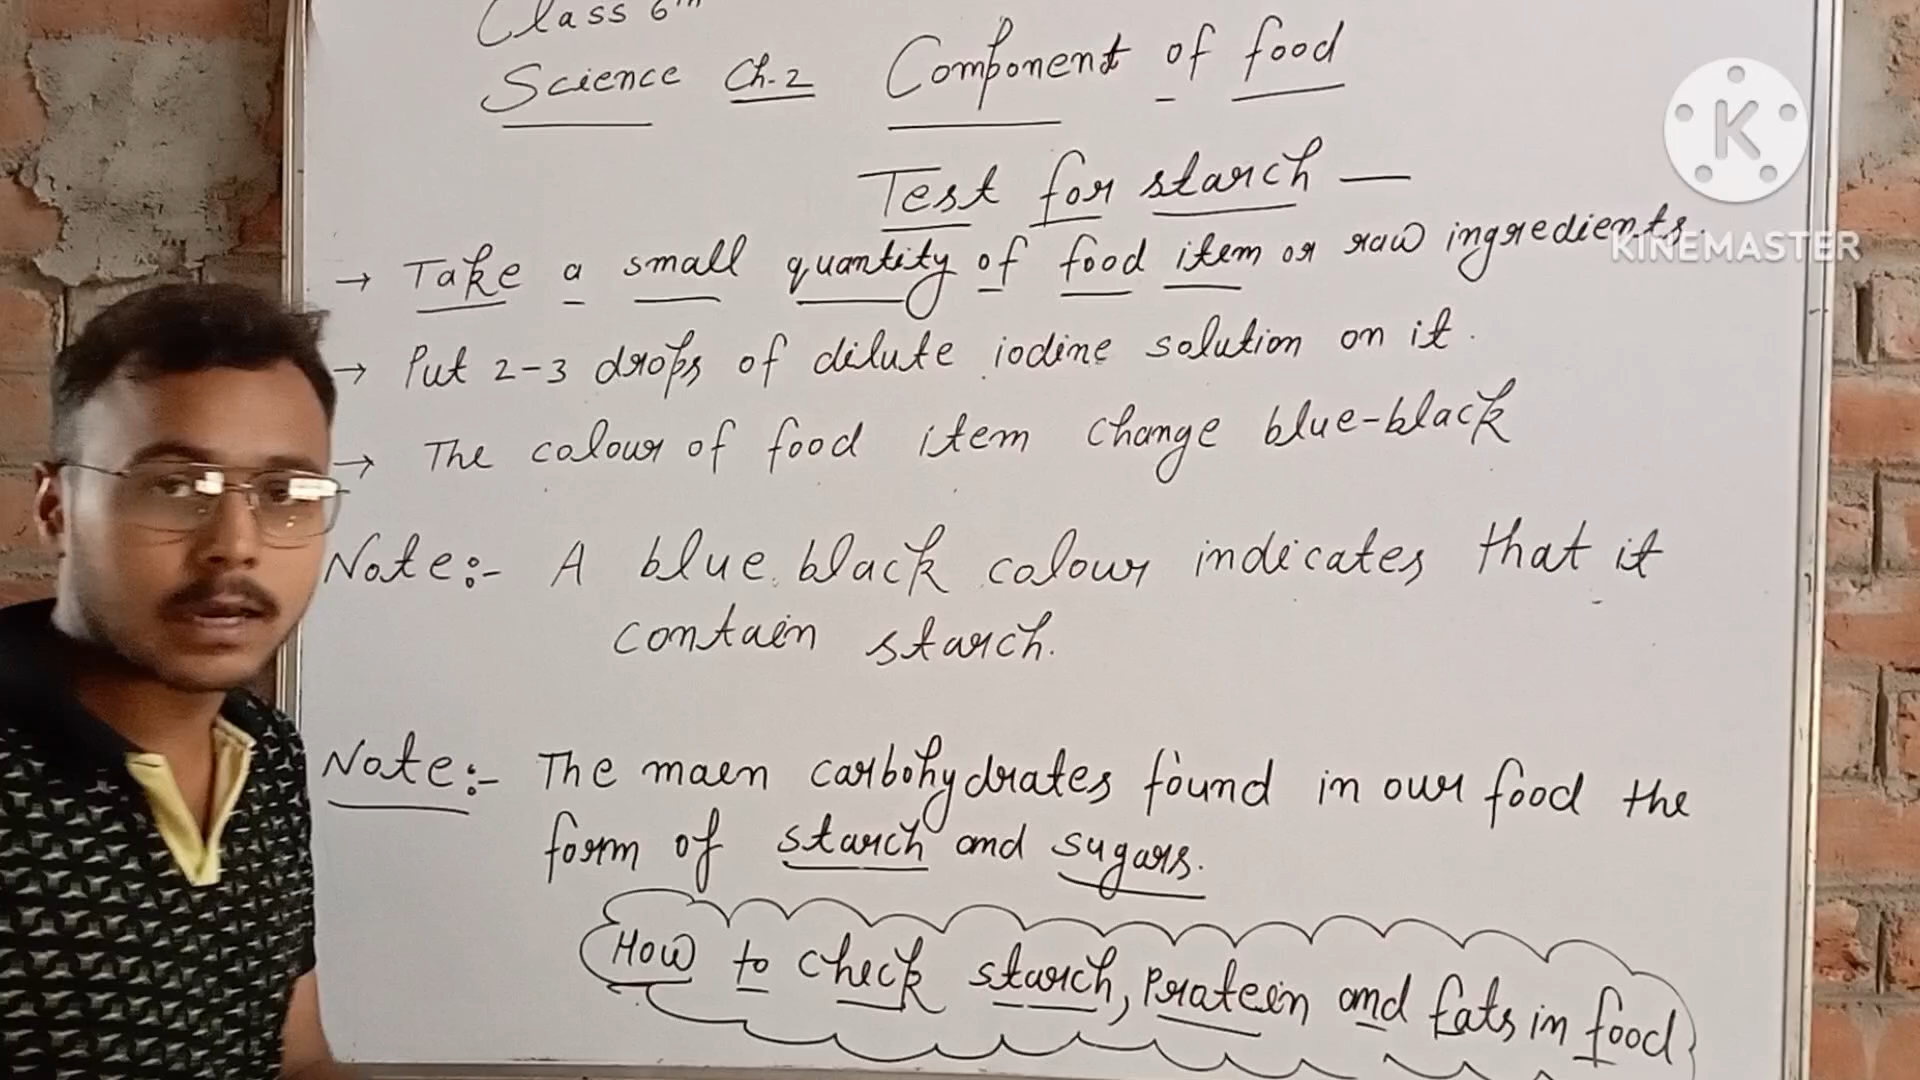 Class 6th
Science Ch.2 Component of food
Test for starch —
→ Take a small quantity of food item or raw ingredients.
→ Put 2-3 drops of dilute iodine solution on it.
→ The colour of food item change blue-black
Note:- A blue black colour indicates that it
contain starch.
Note:- The main carbohydrates found in our food the
form of starch and sugars.
How to check starch, Protein and fats in food
K
KINEMASTER